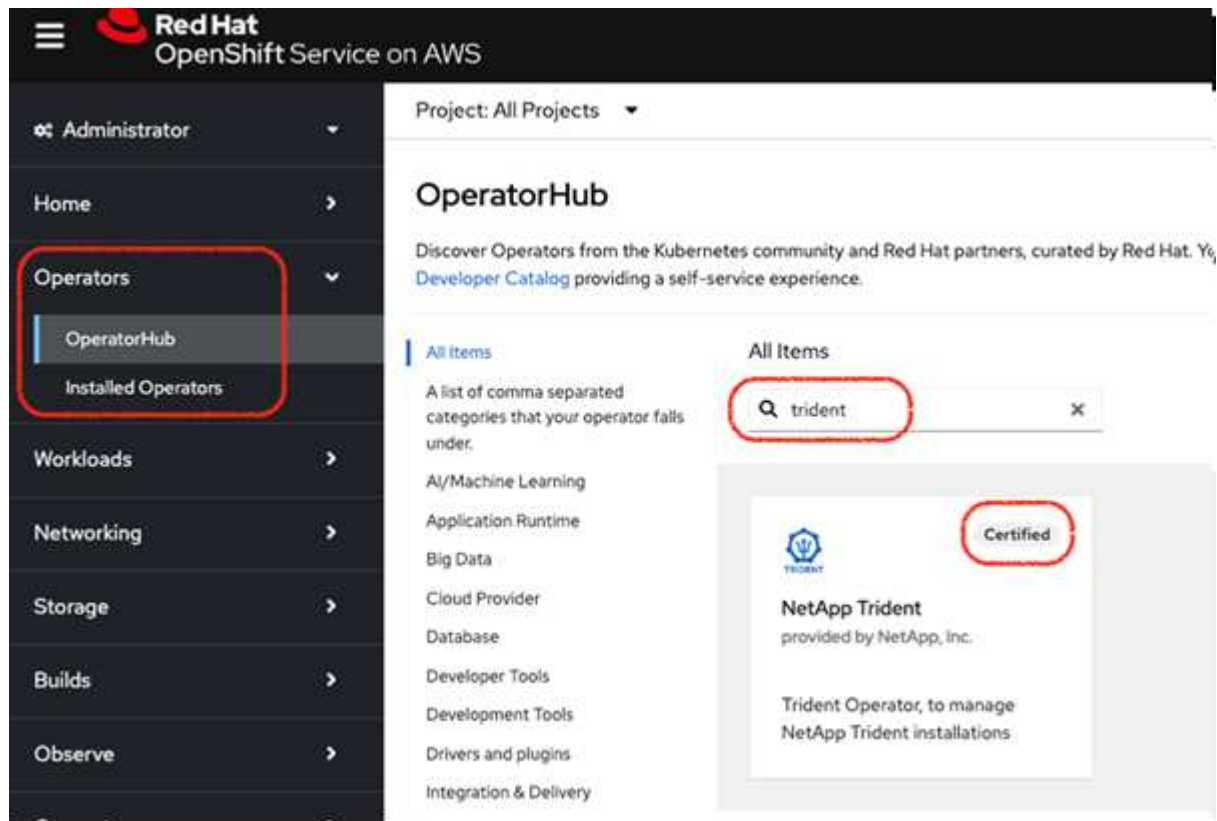 Red Hat
OpenShift Service on AWS
Administrator
Home
Operators
OperatorHub
Installed Operators
Workloads
Networking
Storage
Builds
Observe
Project: All Projects
OperatorHub
Discover Operators from the Kubernetes community and Red Hat partners, curated by Red Hat.
Developer Catalog providing a self-service experience.
All Items
A list of comma separated
categories that your operator falls
under.
AI/Machine Learning
Application Runtime
Big Data
Cloud Provider
Database
Developer Tools
Development Tools
Drivers and plugins
Integration & Delivery
All Items
trident
Certified
TRIDENT
NetApp Trident
provided by NetApp, Inc.
Trident Operator, to manage
NetApp Trident installations